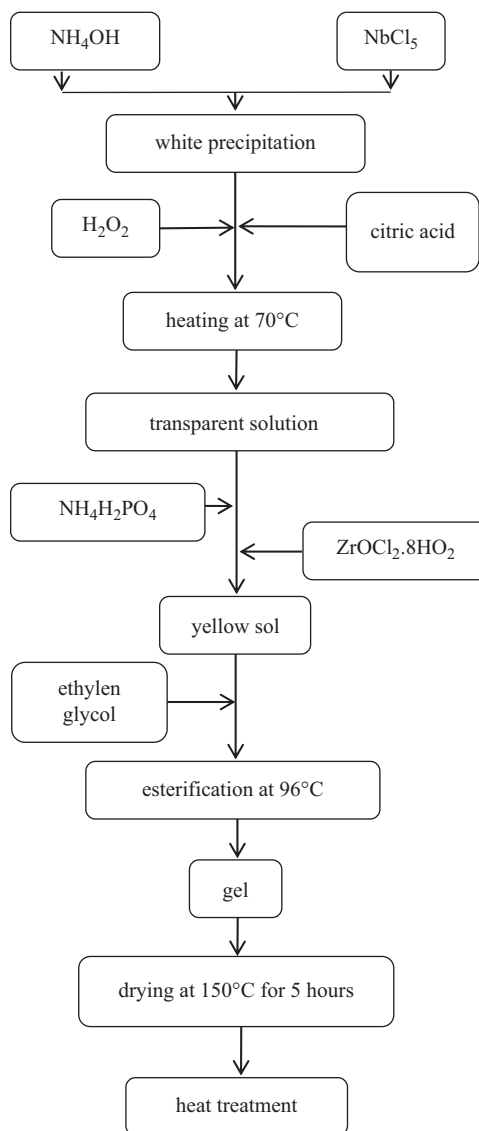 NH₄OH
NbCl₅
white precipitation
H₂O₂
citric acid
heating at 70°C
transparent solution
NH₄H₂PO₄
ZrOCl₂.8HO₂
yellow sol
ethylen
glycol
esterification at 96°C
gel
drying at 150°C for 5 hours
heat treatment